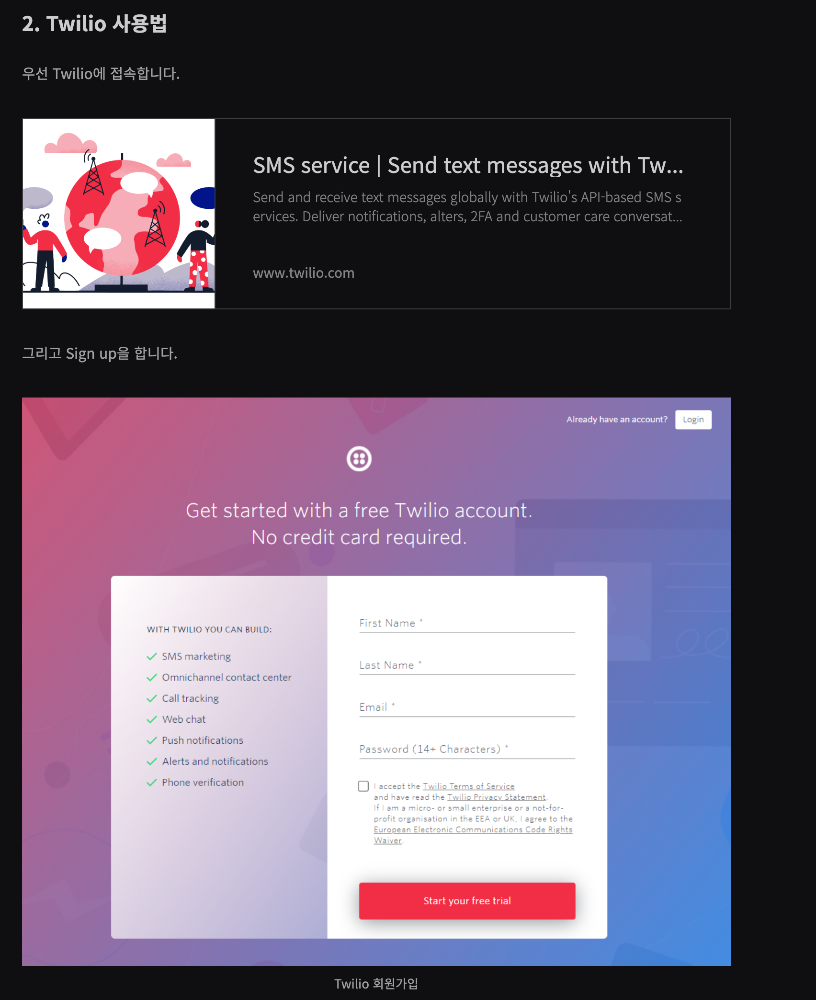 2. Twilio 사용법
우선 Twilio에 접속합니다.
SMS service | Send text messages with Tw...
Send and receive text messages globally with Twilio's API-based SMS s
ervices. Deliver notifications, alters, 2FA and customer care conversat...
www.twilio.com
그리고 Sign up을 합니다.
Already have an account? Login
Get started with a free Twilio account.
No credit card required.
WITH TWILIO YOU CAN BUILD:
SMS marketing
Omnichannel contact center
Call tracking
Web chat
Push notifications
Alerts and notifications
Phone verification
First Name *
Last Name *
Email *
Password (14+ Characters) *
I accept the Twilio Terms of Service
and have read the Twilio Privacy Statement.
If I am a micro- or small enterprise or a not-for-
profit organisation in the EEA or UK, I agree to the
European Electronic Communications Code Rights
Waiver.
Start your free trial
Twilio 회원가입